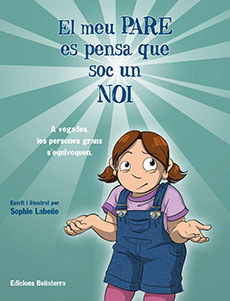 El meu PARE
es pensa que
soc un
NOI
A vegades,
les persones grans
s'equivoquen.
Escrit i il·lustrat per
Sophie Labelle
Edicions Bellaterra